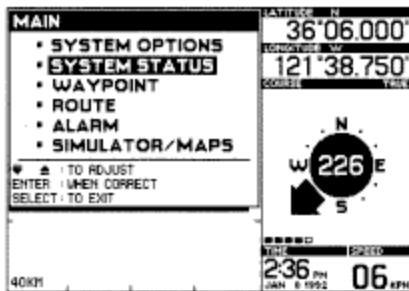 MAIN
SYSTEM OPTIONS
SYSTEM STATUS
WAYPOINT
ROUTE
ALARM
SIMULATOR/MAPS
: TO ADJUST
ENTER : WHEN CORRECT
SELECT: TO EXIT
40KM
LATITUDE N
36°06.000'
LONGITUDE W
121°38.750'
COURSE TRUE
N
W 226 E
S
TIME
2:36 PM
JAN 8 1992
SPEED
06 KPH